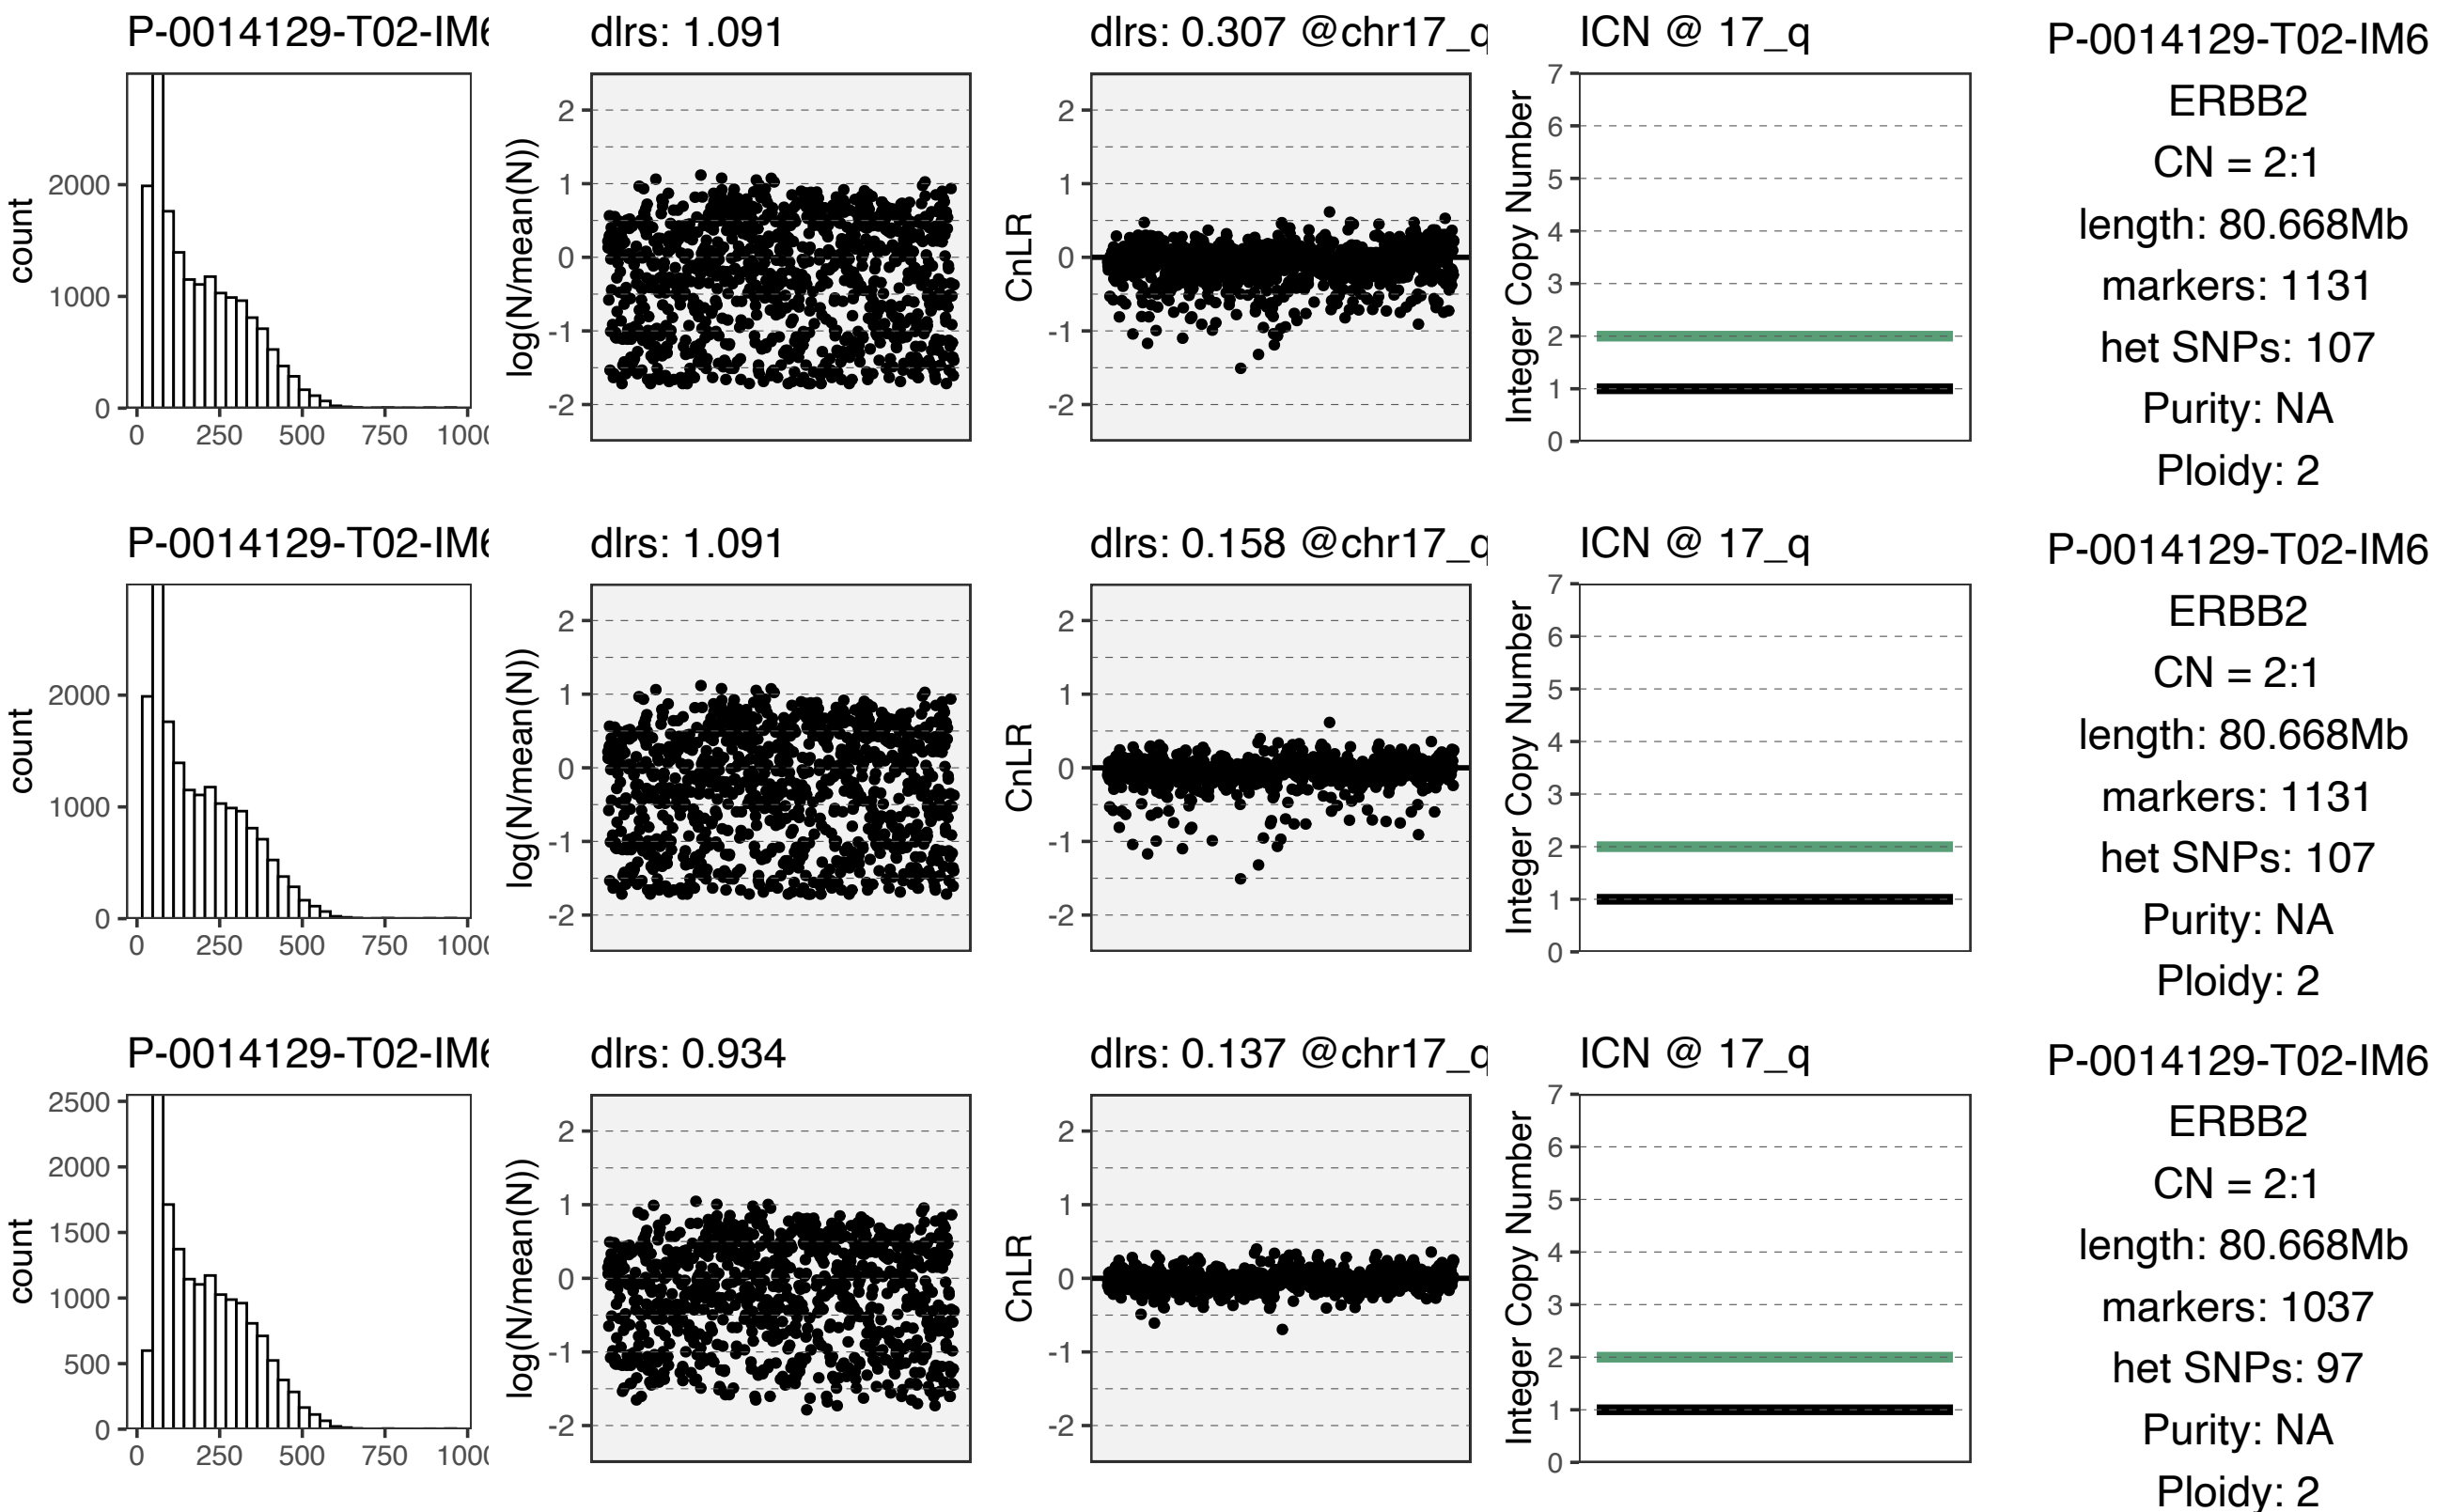 P-0014129-T02-IM6
dlrs: 1.091
dlrs: 0.307 @chr17_q
ICN @ 17_q
P-0014129-T02-IM6
ERBB2
CN = 2:1
length: 80.668Mb
markers: 1131
het SNPs: 107
Purity: NA
Ploidy: 2
count
2000
1000
0
0 250 500 750 1000
log(N/mean(N))
2
1
0
-1
-2
CnLR
2
1
0
-1
-2
Integer Copy Number
7
6
5
4
3
2
1
0
P-0014129-T02-IM6
dlrs: 1.091
dlrs: 0.158 @chr17_q
ICN @ 17_q
P-0014129-T02-IM6
ERBB2
CN = 2:1
length: 80.668Mb
markers: 1131
het SNPs: 107
Purity: NA
Ploidy: 2
count
2000
1000
0
0 250 500 750 1000
log(N/mean(N))
2
1
0
-1
-2
CnLR
2
1
0
-1
-2
Integer Copy Number
7
6
5
4
3
2
1
0
P-0014129-T02-IM6
dlrs: 0.934
dlrs: 0.137 @chr17_q
ICN @ 17_q
P-0014129-T02-IM6
ERBB2
CN = 2:1
length: 80.668Mb
markers: 1037
het SNPs: 97
Purity: NA
Ploidy: 2
count
2500
2000
1500
1000
500
0
0 250 500 750 1000
log(N/mean(N))
2
1
0
-1
-2
CnLR
2
1
0
-1
-2
Integer Copy Number
7
6
5
4
3
2
1
0